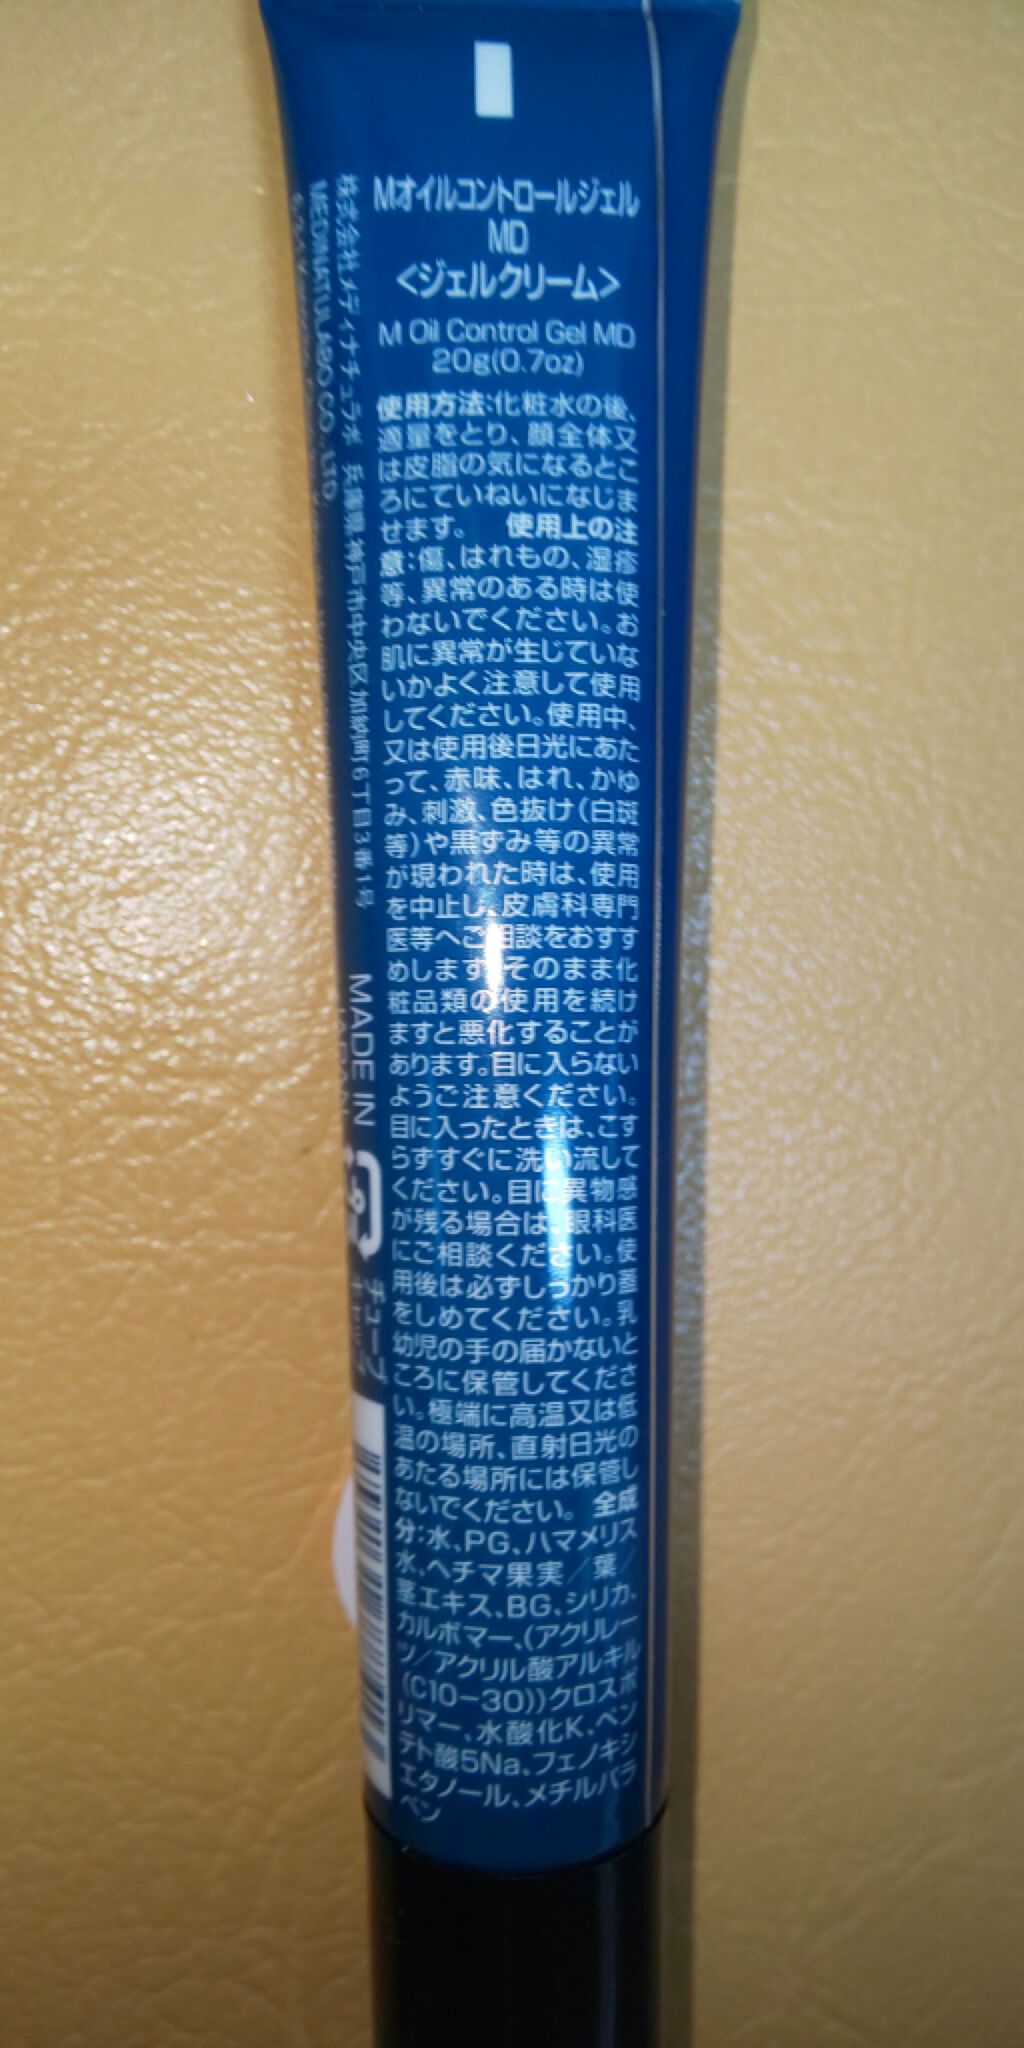 Mオイルコントロールジェル
MD
<ジェルクリーム>
M Oil Control Gel MD
20g(0.7oz)
使用方法:化粧水の後、
適量をとり、顔全体又
は皮脂の気になるとこ
ろにていねいになじま
せます。 使用上の注
意:傷、はれもの、湿疹
等、異常のある時は使
わないでください。お
肌に異常が生じていな
いかよく注意して使用
してください。使用中、
又は使用後日光にあた
って、赤味、はれ、かゆ
み、刺激、色抜け(白斑
等)や黒ずみ等の異常
が現われた時は、使用
を中止し、皮膚科専門
医等へご相談をおすす
めします。そのまま化
粧品類の使用を続け
ますと悪化することが
あります。目に入らない
ようご注意ください。
目に入ったときは、こす
らずすぐに洗い流して
ください。目に異物感
が残る場合は、眼科医
にご相談ください。使
用後は必ずしっかり蓋
をしめてください。乳
幼児の手の届かないと
ころに保管してくださ
い。極端に高温又は低
温の場所、直射日光の
あたる場所には保管し
ないでください。 全成
分:水、PG、ハマメリス
水、ヘチマ果実/葉/
茎エキス、BG、シリカ、
カルボマー、(アクリレー
ツ/アクリル酸アルキル
(C10-30))クロスポ
リマー、水酸化K、ペン
テト酸5Na、フェノキシ
エタノール、メチルパラ
ベン
株式会社メディナチュラボ 兵庫県神戸市中央区加納町6丁目3番1号
MEDINATULABO CO.,LTD.
MADE IN
チューブ